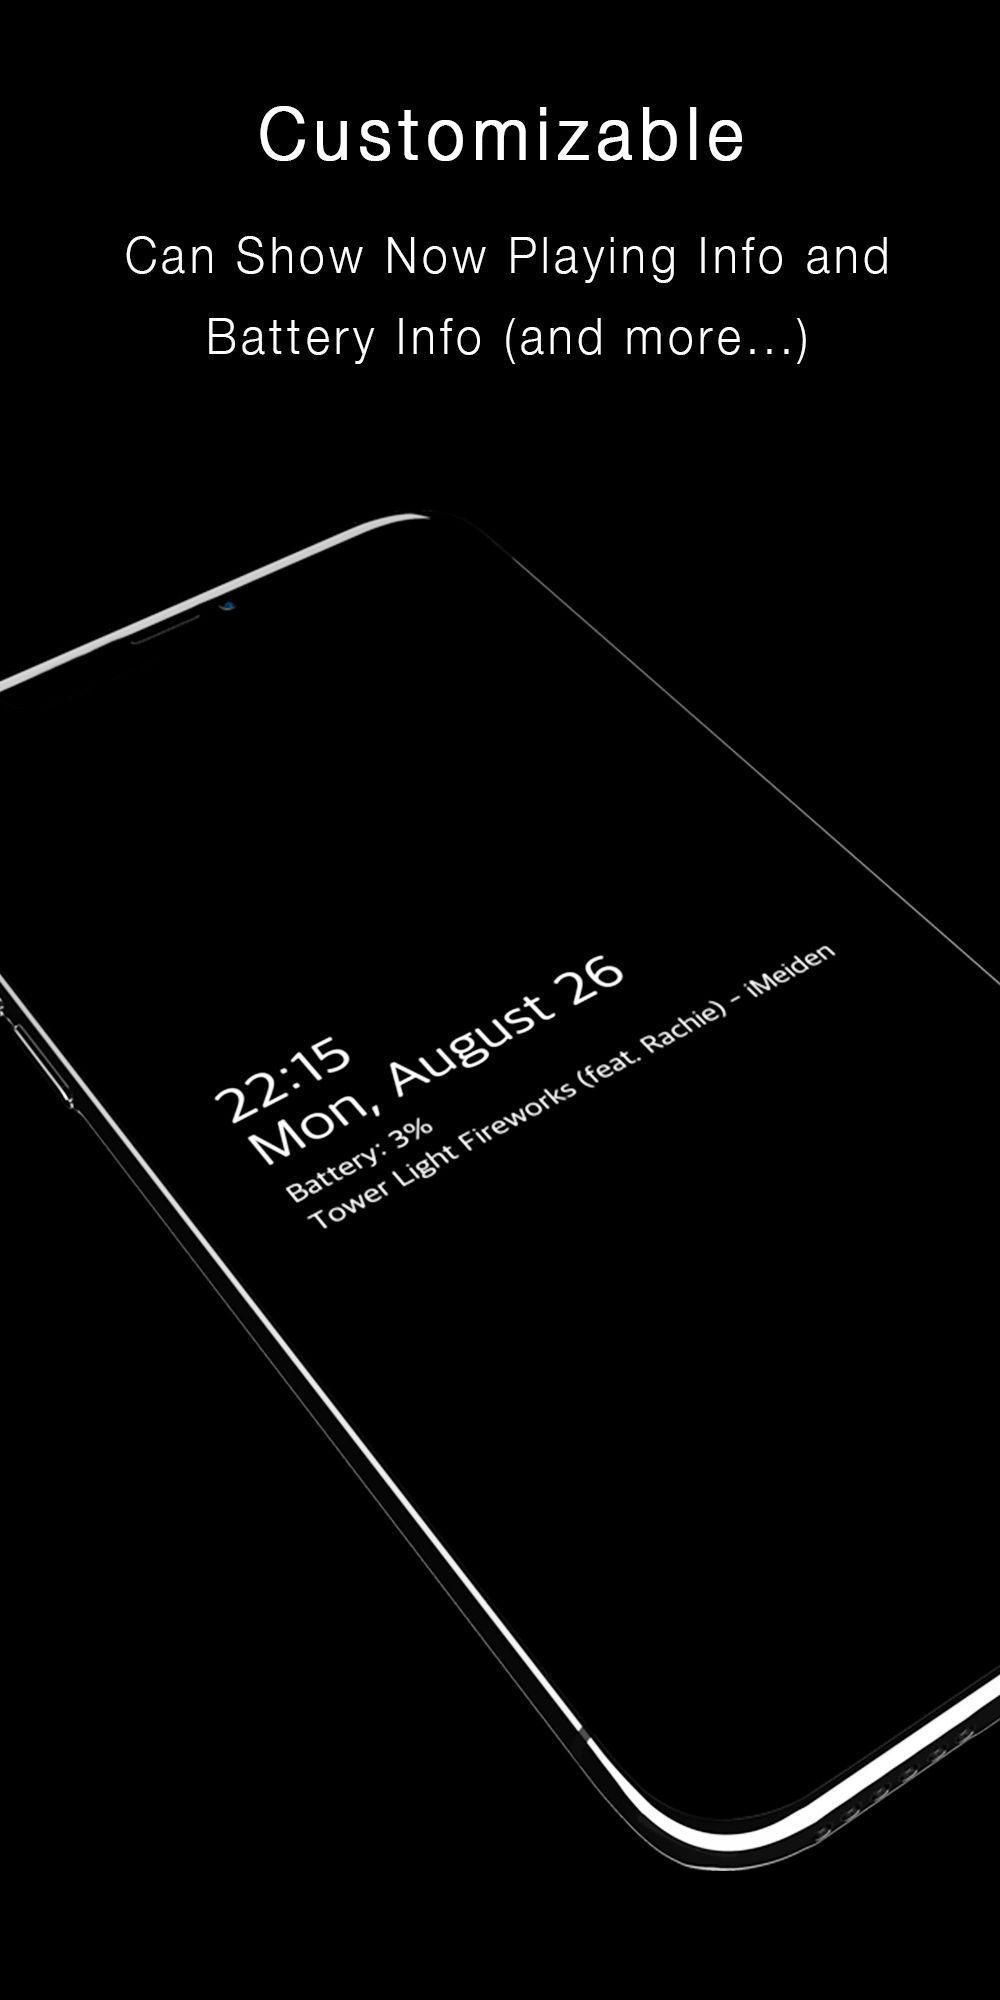 Customizable
Can Show Now Playing Info and
Battery Info (and more...)
22:15
Mon, August 26
Battery: 3%
Tower Light Fireworks (feat. Rachie) - iMeiden